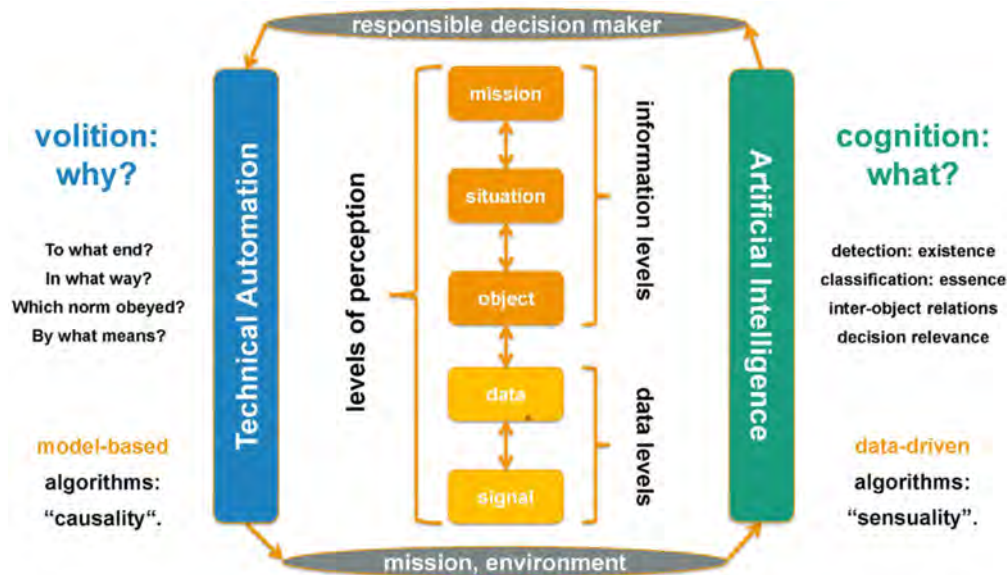 responsible decision maker
volition:
why?
To what end?
In what way?
Which norm obeyed?
By what means?
model-based
algorithms:
“causality“.
Technical Automation
levels of perception
mission
situation
object
data
signal
information levels
data levels
Artificial Intelligence
cognition:
what?
detection: existence
classification: essence
inter-object relations
decision relevance
data-driven
algorithms:
“sensuality”.
mission, environment